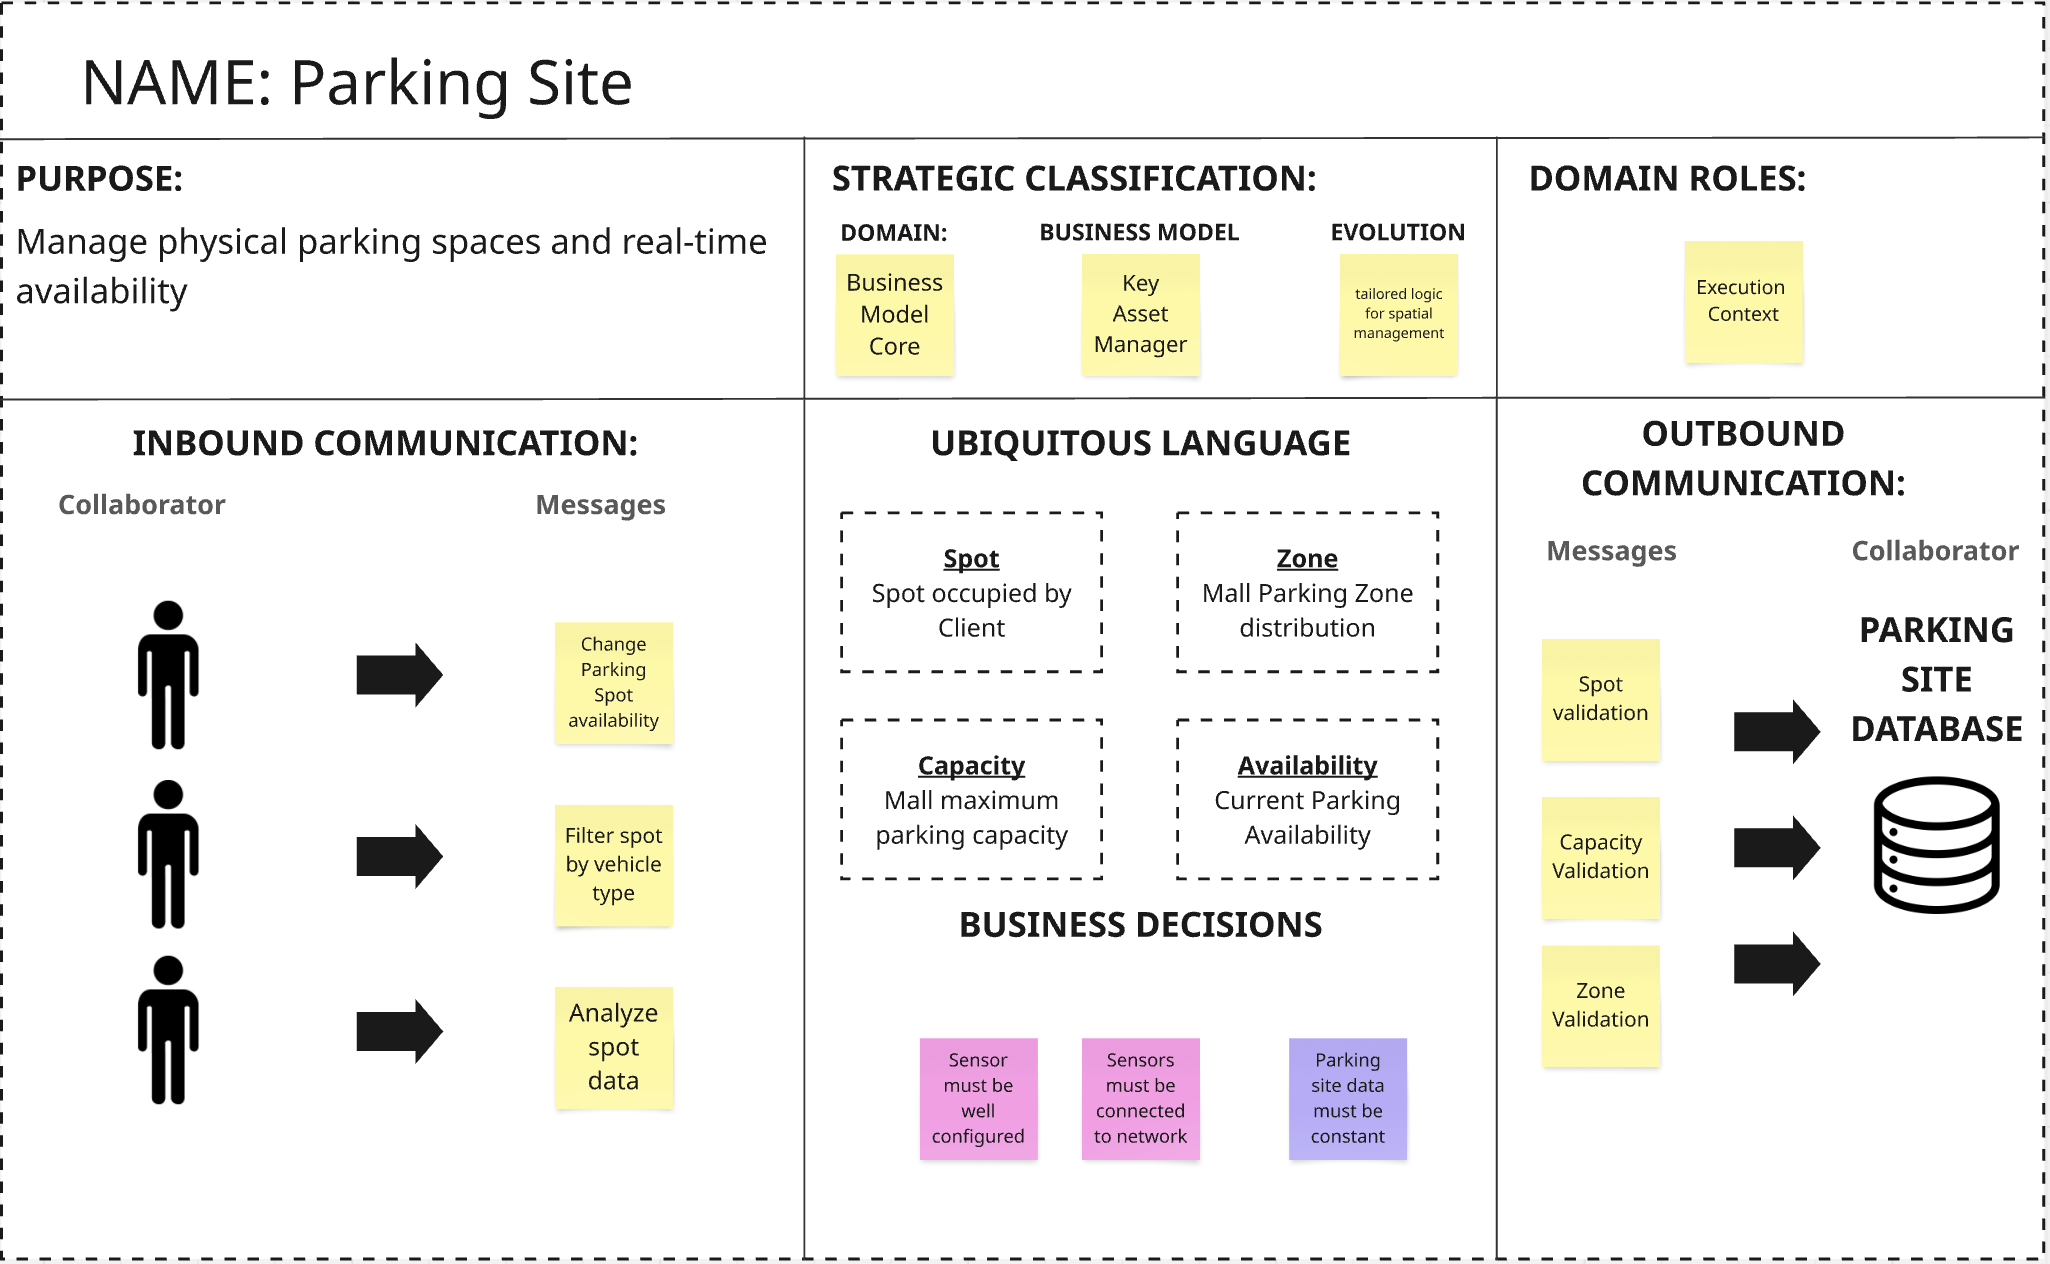 NAME: Parking Site
PURPOSE:
Manage physical parking spaces and real-time
availability
STRATEGIC CLASSIFICATION:
DOMAIN:
Business
Model
Core
BUSINESS MODEL
Key
Asset
Manager
EVOLUTION
tailored logic
for spatial
management
DOMAIN ROLES:
Execution
Context
INBOUND COMMUNICATION:
Collaborator
Messages
Change
Parking
Spot
availability
Filter spot
by vehicle
type
Analyze
spot
data
UBIQUITOUS LANGUAGE
Spot
Spot occupied by
Client
Zone
Mall Parking Zone
distribution
Capacity
Mall maximum
parking capacity
Availability
Current Parking
Availability
BUSINESS DECISIONS
Sensor
must be
well
configured
Sensors
must be
connected
to network
Parking
site data
must be
constant
OUTBOUND
COMMUNICATION:
Messages
Collaborator
Spot
validation
Capacity
Validation
Zone
Validation
PARKING
SITE
DATABASE